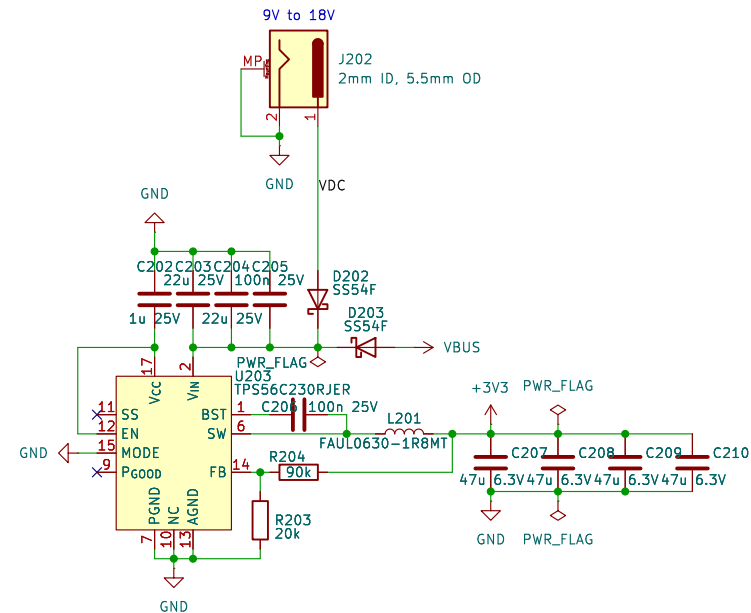 9V to 18V
MP
J202
2mm ID, 5.5mm OD
2
1
GND
VDC
GND
C202 C203 C204 C205
22u 25V 100n 25V
1u 25V 22u 25V
D202
SS54F
D203
SS54F
VBUS
PWR_FLAG
U203
TPS56C230RJER
17
2
VCC
VIN
+3V3
PWR_FLAG
11 SS
BST 1
C206 100n 25V
L201
12 EN
SW 6
FAUL0630-1R8MT
GND
15 MODE
C207 C208 C209 C210
R204
9 PGOOD
FB 14
90k
47u 6.3V 47u 6.3V 47u 6.3V 47u 6.3V
PGND
NC
AGND
R203
20k
7
10
13
GND
PWR_FLAG
GND